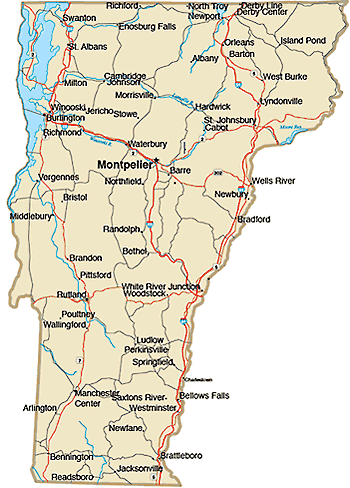 Richford
North Troy
Derby Line
Newport
Derby Center
Swanton
Enosburg Falls
Orleans
Island Pond
St. Albans
Barton
Albany
Cambridge
West Burke
Milton
Johnson
Morrisville
Lyndonville
Winooski
Jericho
Hardwick
Stowe
Burlington
St. Johnsbury
Cabot
Richmond
Waterbury
Montpelier
Barre
302
Vergennes
Northfield
Wells River
Bristol
Newbury
Middlebury
Bradford
Randolph
Bethel
Brandon
Pittsford
White River Junction
Woodstock
Rutland
Poultney
Wallingford
Ludlow
Perkinsville
7
Springfield
Charlestown
Manchester
Center
Saxtons River
Bellows Falls
Arlington
Westminster
Newfane
Bennington
Brattleboro
Readsboro
Jacksonville
5